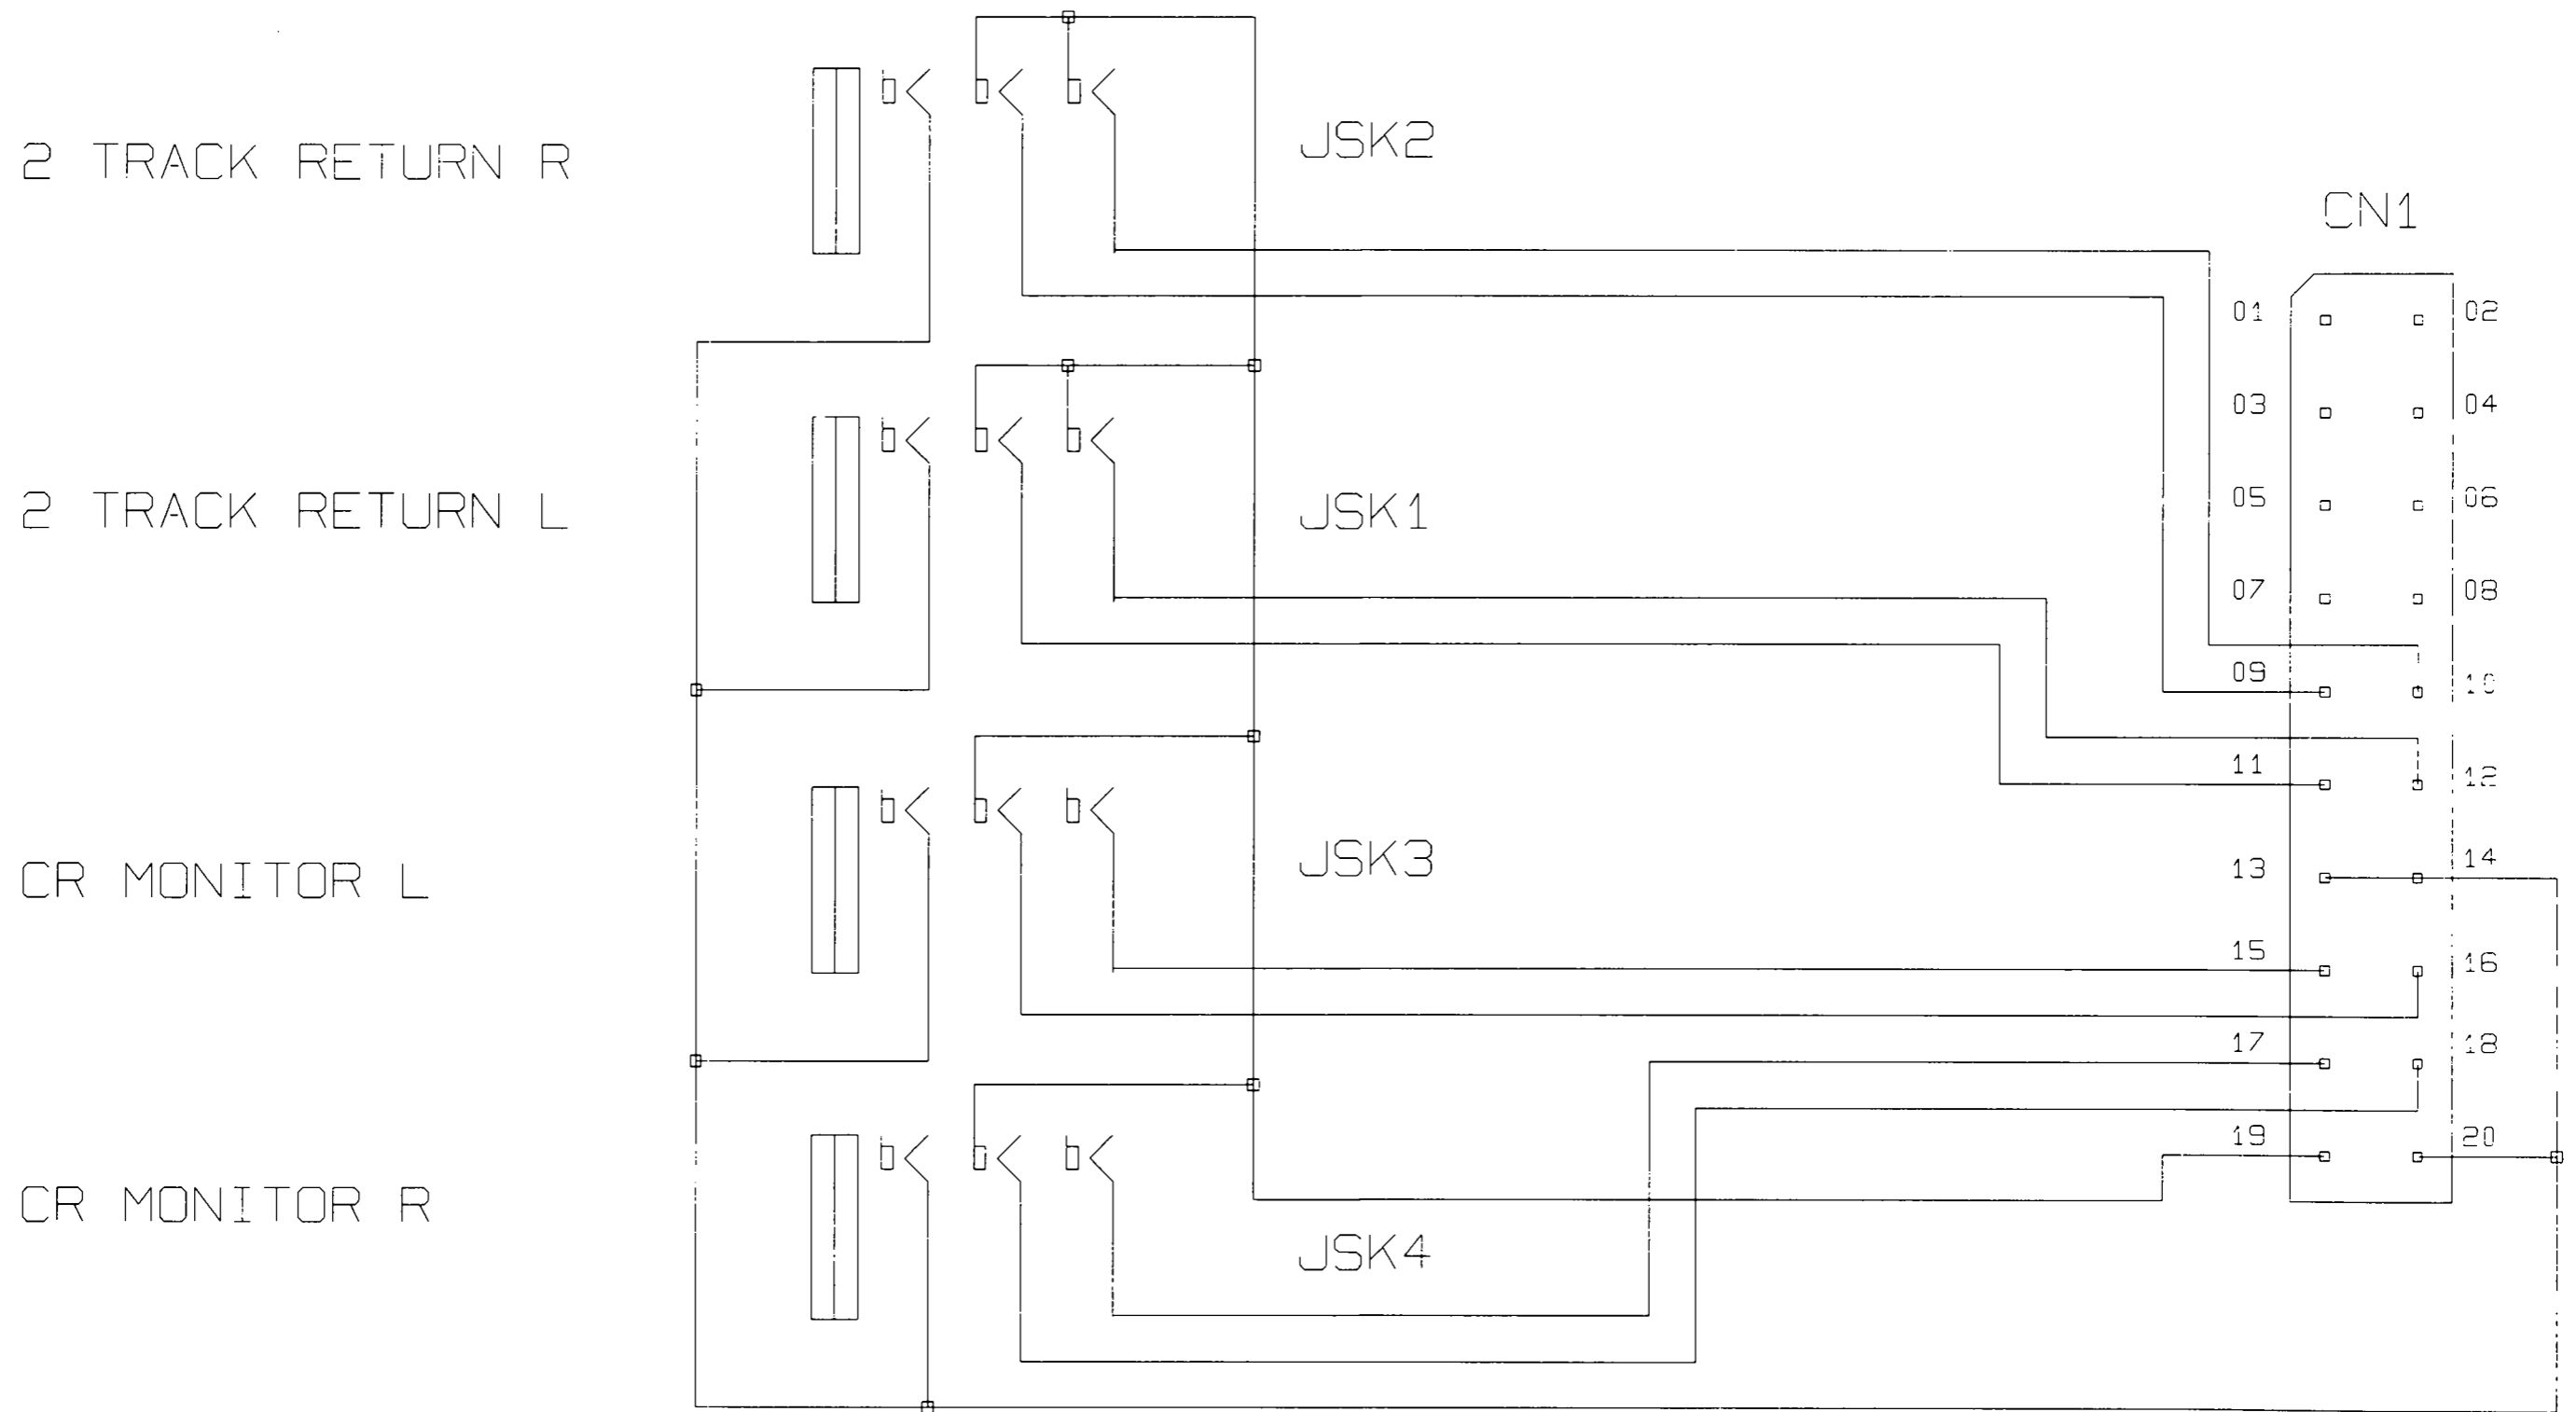 2 TRACK RETURN R
JSK2
CN1
01 02
03 04
2 TRACK RETURN L
JSK1
05 06
07 08
09 10
11 12
CR MONITOR L
JSK3
13 14
15 16
17 18
19 20
CR MONITOR R
JSK4